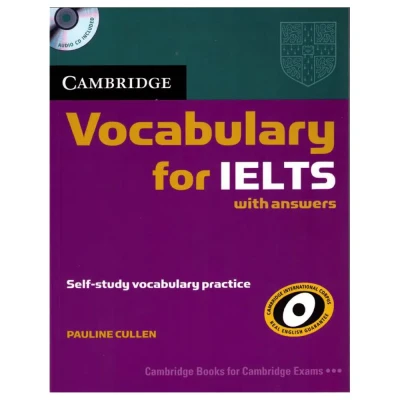 AUDIO CD INCLUDED
CAMBRIDGE
Vocabulary
for IELTS
with answers
Self-study vocabulary practice
CAMBRIDGE INTERNATIONAL CORPUS
REAL ENGLISH GUARANTEE
PAULINE CULLEN
Cambridge Books for Cambridge Exams